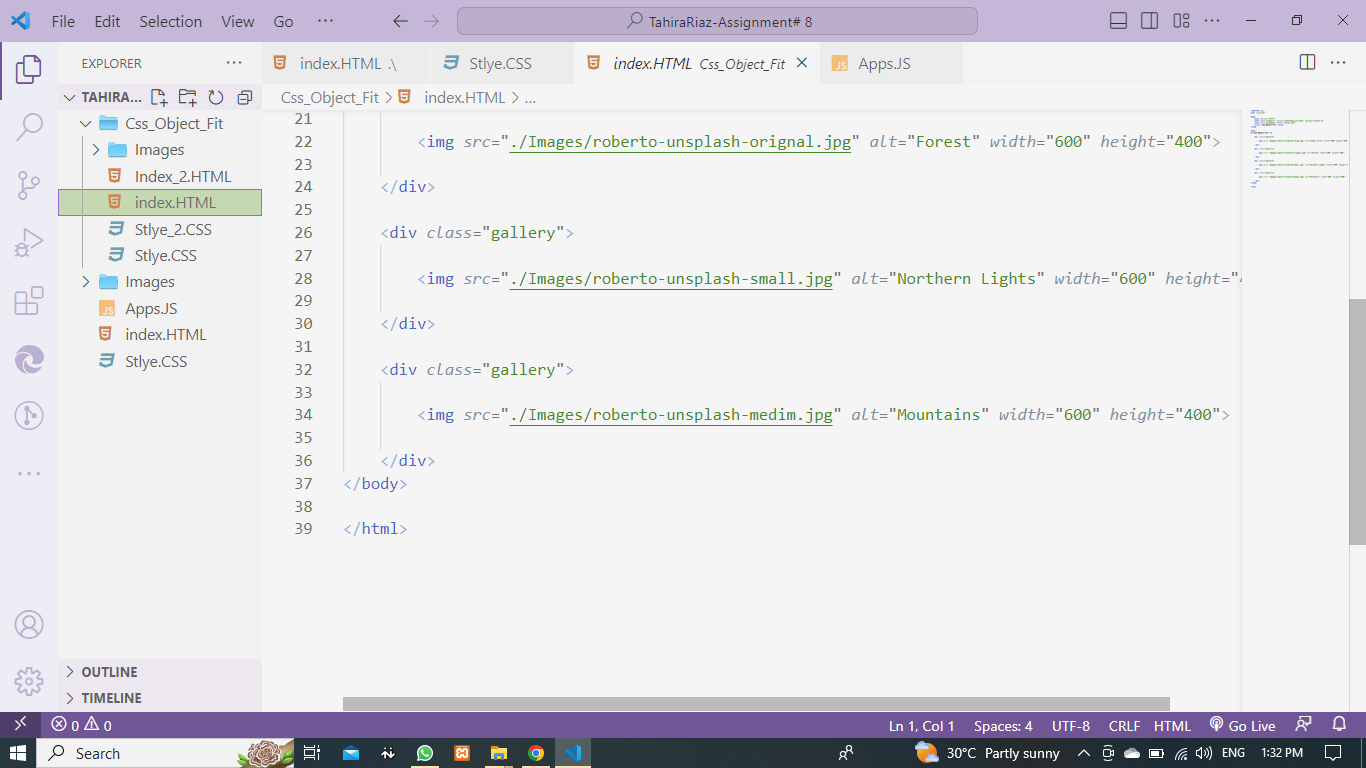 File Edit Selection View Go ··· TahiraRiaz-Assignment# 8
EXPLORER ···
index.HTML .\ Stlye.CSS index.HTML Css_Object_Fit Apps.JS
TAHIRA...
Css_Object_Fit > index.HTML > ...
Css_Object_Fit
Images
Index_2.HTML
index.HTML
Stlye_2.CSS
Stlye.CSS
Images
Apps.JS
index.HTML
Stlye.CSS
OUTLINE
TIMELINE
21
22 <img src="./Images/roberto-unsplash-orignal.jpg" alt="Forest" width="600" height="400">
23
24 </div>
25
26 <div class="gallery">
27
28 <img src="./Images/roberto-unsplash-small.jpg" alt="Northern Lights" width="600" height="4
29
30 </div>
31
32 <div class="gallery">
33
34 <img src="./Images/roberto-unsplash-medim.jpg" alt="Mountains" width="600" height="400">
35
36 </div>
37 </body>
38
39 </html>
0 0 Ln 1, Col 1 Spaces: 4 UTF-8 CRLF HTML Go Live
Search 30°C Partly sunny ENG 1:32 PM